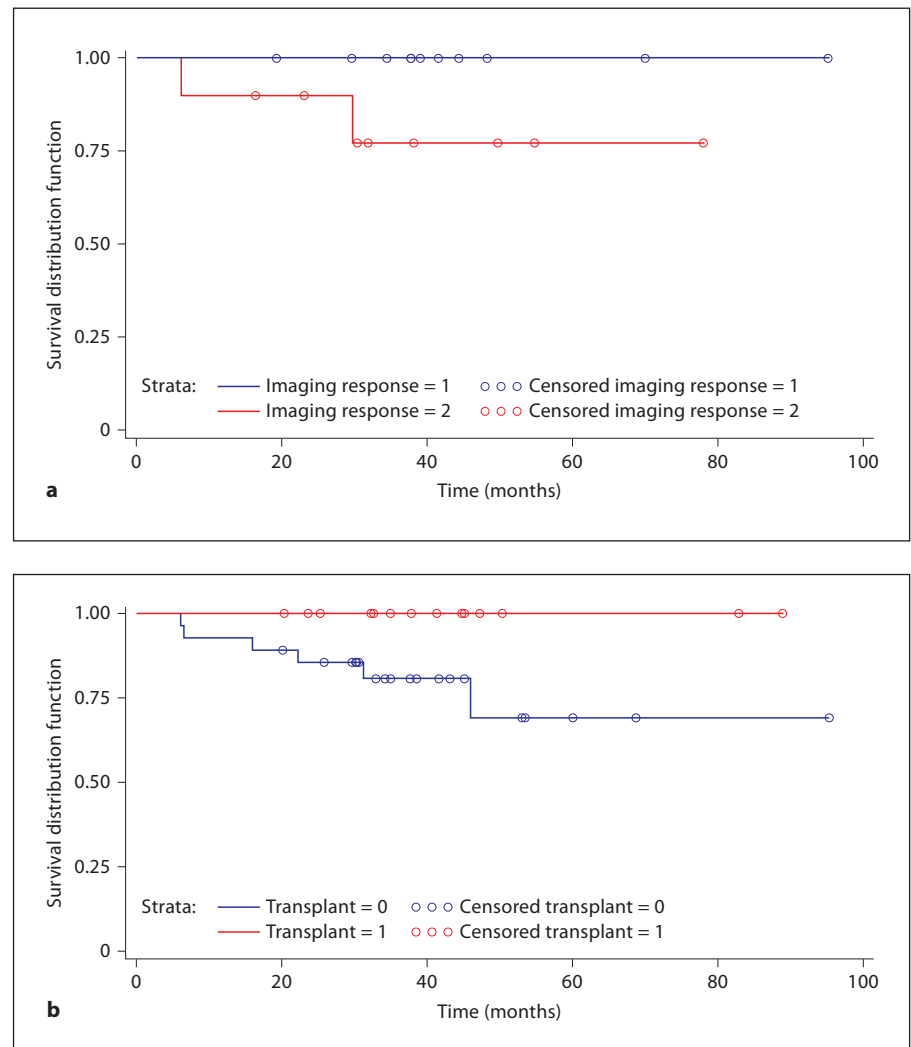 1.00
0.75
0.50
0.25
0
Survival distribution function
Strata: Imaging response = 1 Censored imaging response = 1
Imaging response = 2 Censored imaging response = 2
0 20 40 60 80 100
Time (months)
a
1.00
0.75
0.50
0.25
0
Survival distribution function
Strata: Transplant = 0 Censored transplant = 0
Transplant = 1 Censored transplant = 1
0 20 40 60 80 100
Time (months)
b